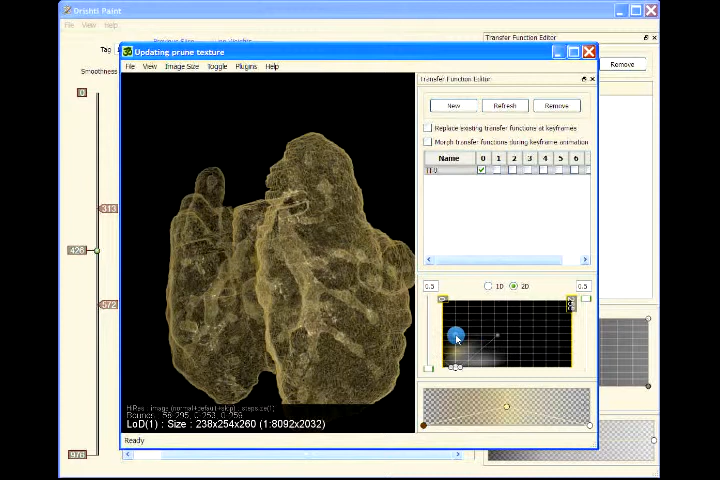 Drishti Paint
File View Help
Transfer Function Editor
Tag
Updating prune texture
Remove
File View Image Size Toggle Plugins Help
Smoothness
Transfer Function Editor
0
New Refresh Remove
Replace existing transfer functions at keyframes
Morph transfer functions during keyframe animation
Name 0 1 2 3 4 5 6
TF0
313
426
0.5 1D 2D 0.5
LoD(1) : Size : 238x254x260 (1:8092x2032)
Ready
976